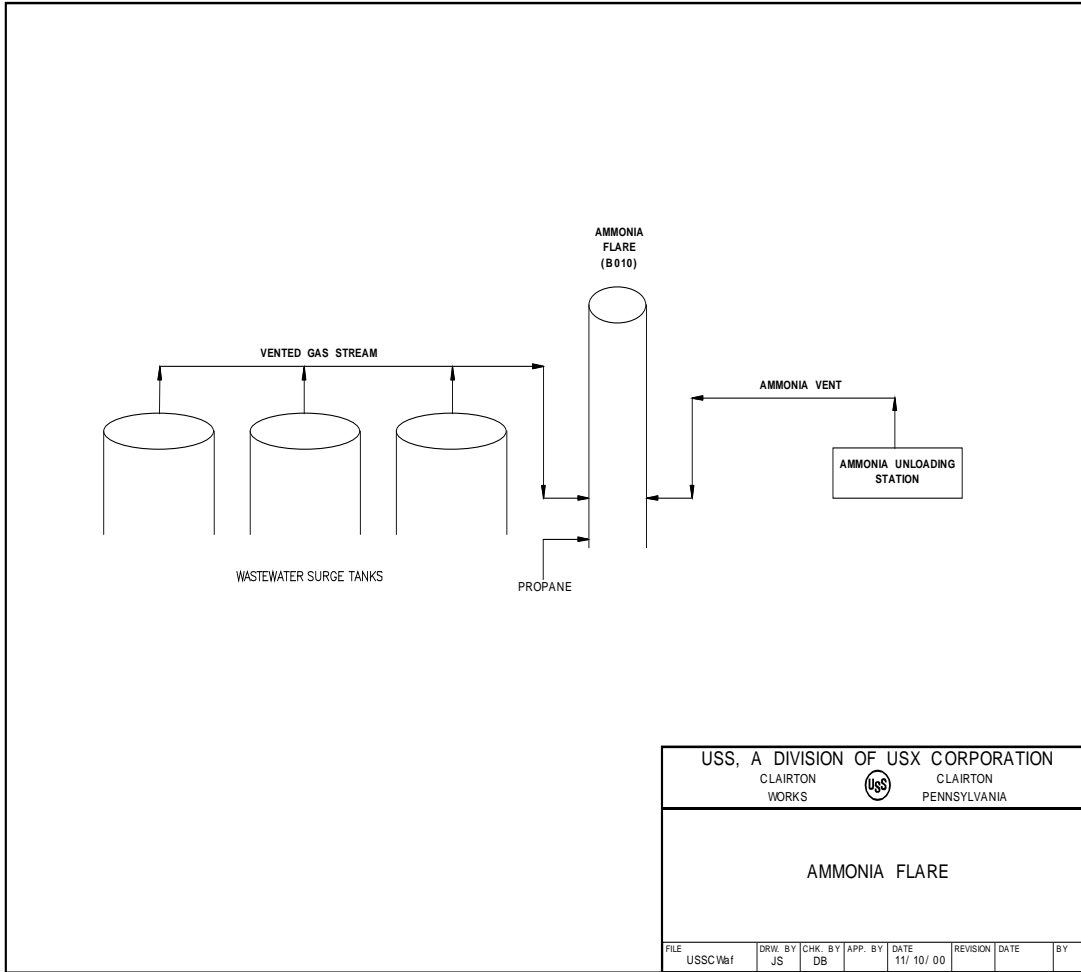 AMMONIA
FLARE
(B010)
VENTED GAS STREAM
AMMONIA VENT
AMMONIA UNLOADING
STATION
WASTEWATER SURGE TANKS
PROPANE
USS, A DIVISION OF USX CORPORATION
CLAIRTON
WORKS
USS
CLAIRTON
PENNSYLVANIA
AMMONIA FLARE
FILE DRW. BY CHK. BY APP. BY DATE REVISION DATE BY
USSCWaf JS DB 11/10/00